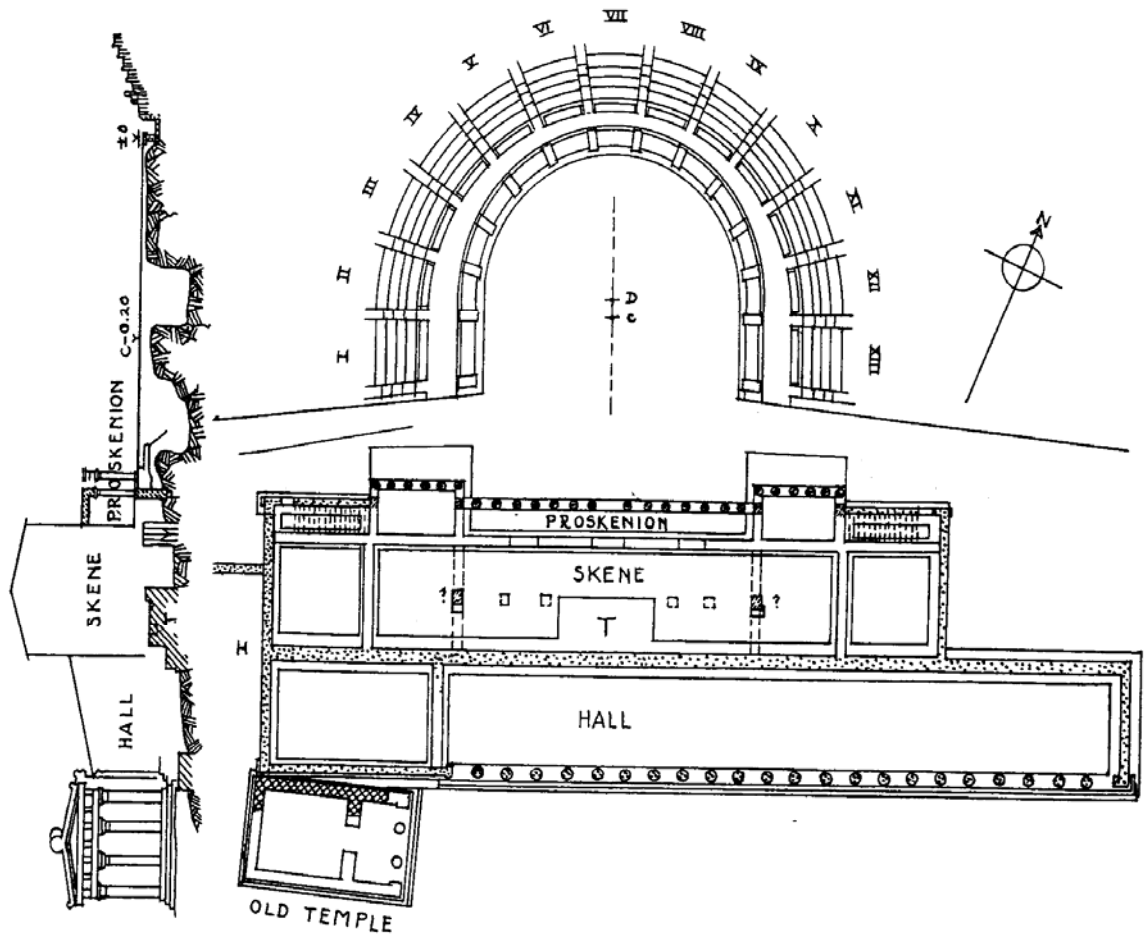 I
II
III
IV
V
VI
VII
VIII
IX
X
XI
XII
XIII
N
D
C
±0
C-0.20
PROSKENION
SKENE
T
HALL
PROSKENION
SKENE
?
?
T
H
HALL
OLD TEMPLE